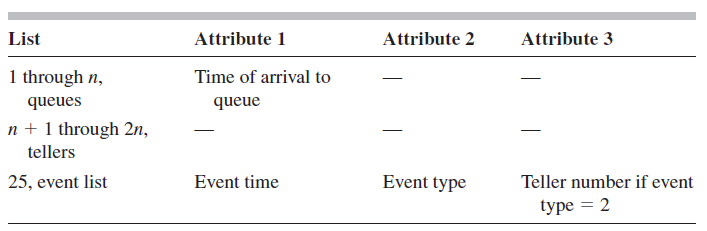 List Attribute 1 Attribute 2 Attribute 3
1 through n, Time of arrival to — —
queues queue
n + 1 through 2n, — — —
tellers
25, event list Event time Event type Teller number if event
type = 2